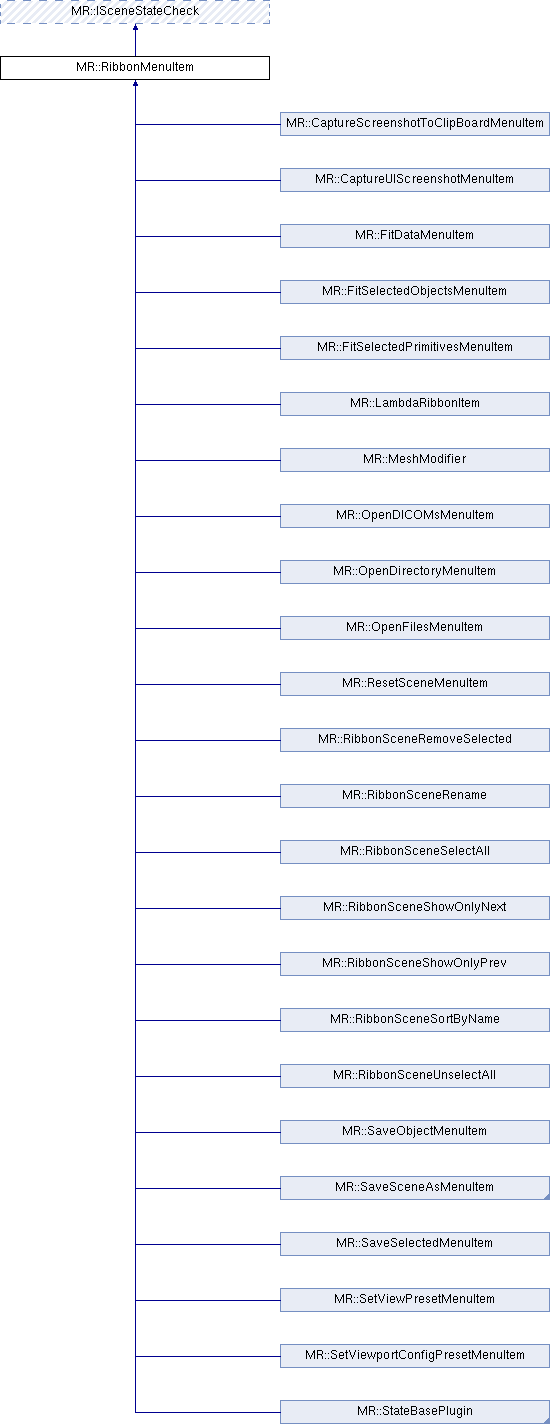 MR::ISceneStateCheck
MR::RibbonMenuItem
MR::CaptureScreenshotToClipBoardMenuItem
MR::CaptureUIScreenshotMenuItem
MR::FitDataMenuItem
MR::FitSelectedObjectsMenuItem
MR::FitSelectedPrimitivesMenuItem
MR::LambdaRibbonItem
MR::MeshModifier
MR::OpenDICOMsMenuItem
MR::OpenDirectoryMenuItem
MR::OpenFilesMenuItem
MR::ResetSceneMenuItem
MR::RibbonSceneRemoveSelected
MR::RibbonSceneRename
MR::RibbonSceneSelectAll
MR::RibbonSceneShowOnlyNext
MR::RibbonSceneShowOnlyPrev
MR::RibbonSceneSortByName
MR::RibbonSceneUnselectAll
MR::SaveObjectMenuItem
MR::SaveSceneAsMenuItem
MR::SaveSelectedMenuItem
MR::SetViewPresetMenuItem
MR::SetViewportConfigPresetMenuItem
MR::StateBasePlugin